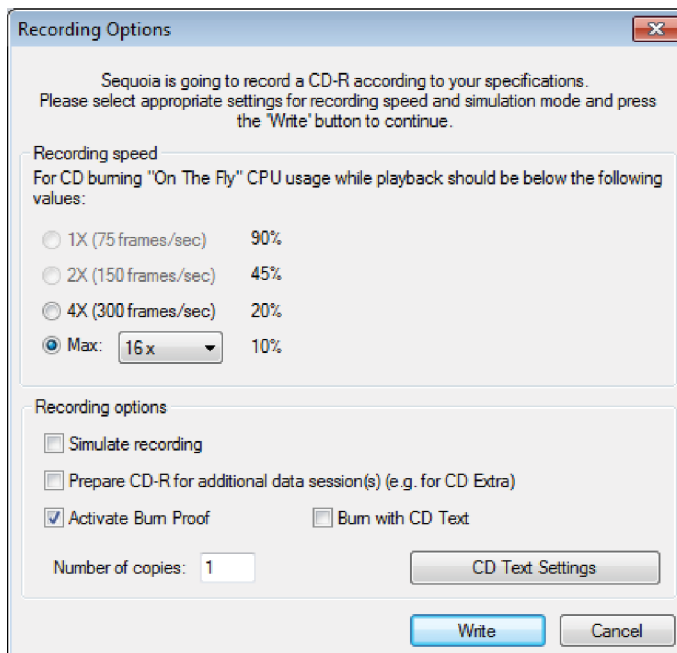 Recording Options
Sequoia is going to record a CD-R according to your specifications.
Please select appropriate settings for recording speed and simulation mode and press
the 'Write' button to continue.
Recording speed
For CD burning "On The Fly" CPU usage while playback should be below the following
values:
1X (75 frames/sec) 90%
2X (150 frames/sec) 45%
4X (300 frames/sec) 20%
Max: 16 x 10%
Recording options
Simulate recording
Prepare CD-R for additional data session(s) (e.g. for CD Extra)
Activate Burn Proof Burn with CD Text
Number of copies: 1 CD Text Settings
Write Cancel